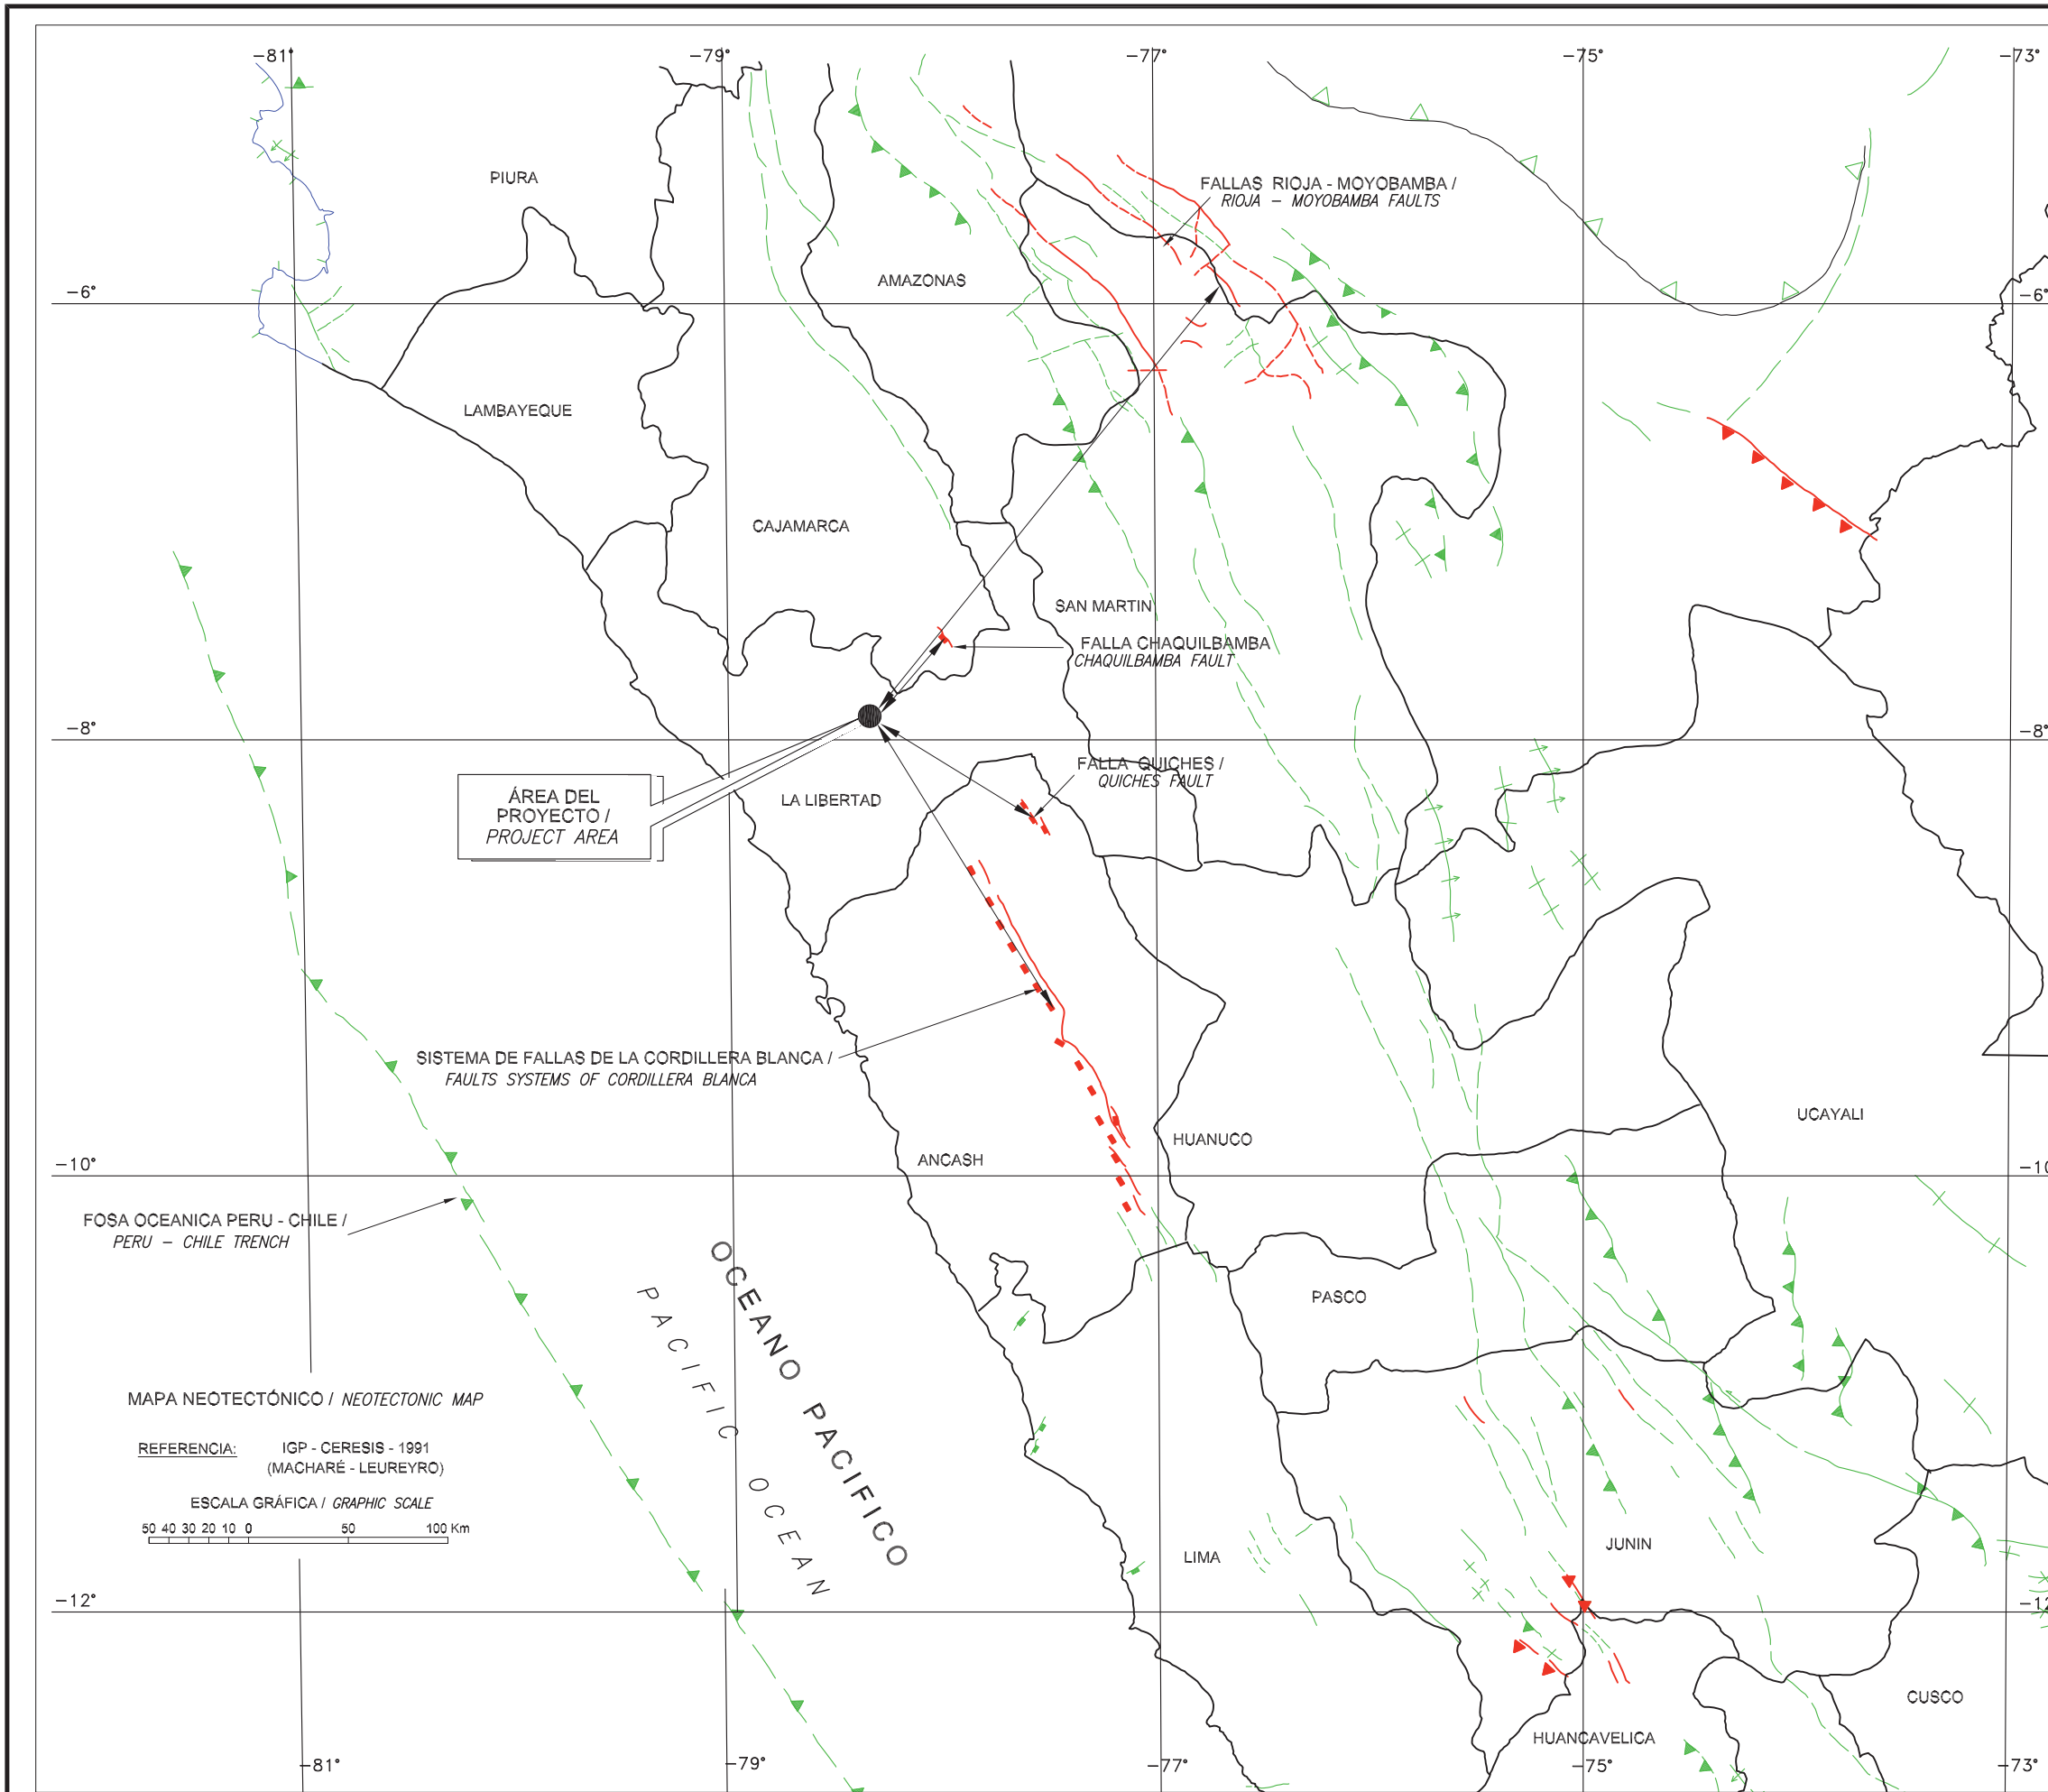 -81°
-79°
-77°
-75°
-73°
PIURA
FALLAS RIOJA - MOYOBAMBA /
RIOJA - MOYOBAMBA FAULTS
AMAZONAS
-6°
-6°
LAMBAYEQUE
CAJAMARCA
SAN MARTIN
FALLA CHAQUILBAMBA
CHAQUILBAMBA FAULT
-8°
-8°
FALLA QUICHES /
QUICHES FAULT
ÁREA DEL
PROYECTO /
PROJECT AREA
LA LIBERTAD
SISTEMA DE FALLAS DE LA CORDILLERA BLANCA /
FAULTS SYSTEMS OF CORDILLERA BLANCA
UCAYALI
HUANUCO
ANCASH
-10°
-10
FOSA OCEANICA PERU - CHILE /
PERU - CHILE TRENCH
OCEANO PACIFICO
PACIFIC OCEAN
PASCO
MAPA NEOTECTÓNICO / NEOTECTONIC MAP
REFERENCIA: IGP - CERESIS - 1991
(MACHARÉ - LEUREYRO)
ESCALA GRÁFICA / GRAPHIC SCALE
50 40 30 20 10 0 50 100 Km
LIMA
JUNIN
-12°
-12
CUSCO
HUANCAVELICA
-81°
-79°
-77°
-75°
-73°